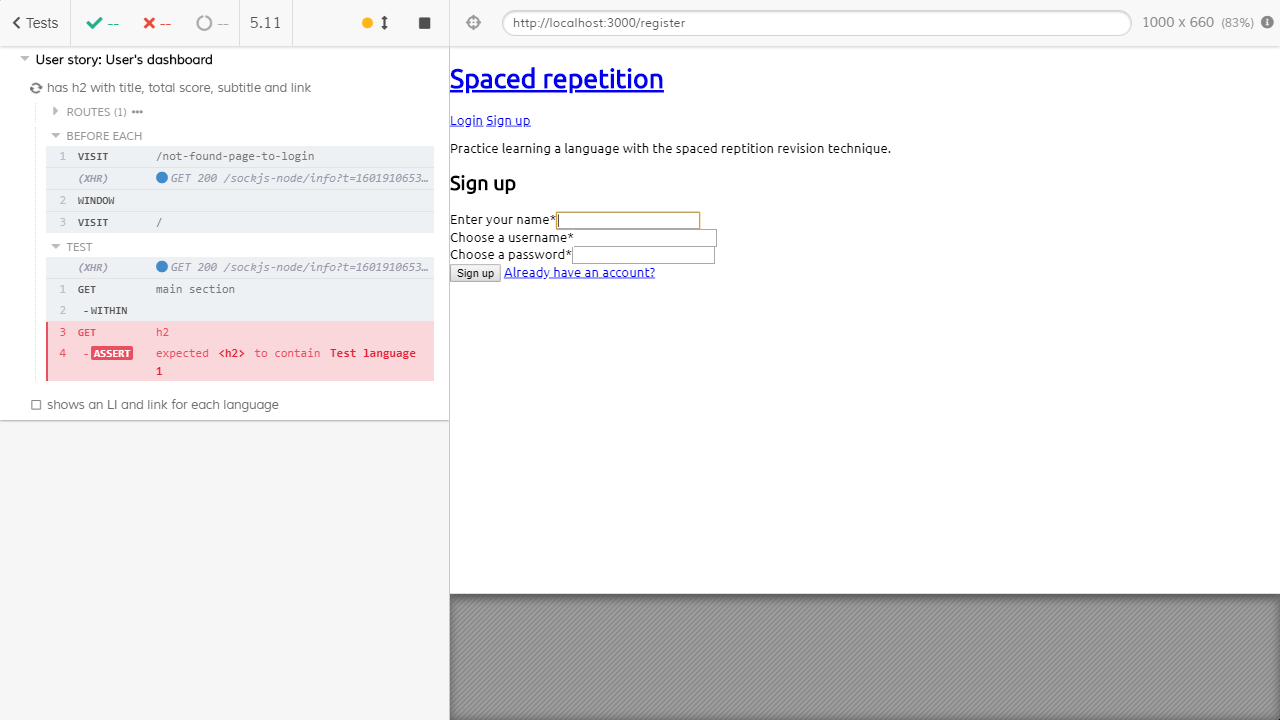 Tests
--
--
--
5.11
http://localhost:3000/register
1000 x 660 (83%)
User story: User's dashboard
has h2 with title, total score, subtitle and link
ROUTES (1)
BEFORE EACH
1 VISIT /not-found-page-to-login
(XHR) GET 200 /sockjs-node/info?t=1601910653…
2 WINDOW
3 VISIT /
TEST
(XHR) GET 200 /sockjs-node/info?t=1601910653…
1 GET main section
2 -WITHIN
3 GET h2
4 -ASSERT expected <h2> to contain Test language
1
shows an LI and link for each language
Spaced repetition
Login Sign up
Practice learning a language with the spaced reptition revision technique.
Sign up
Enter your name*
Choose a username*
Choose a password*
Sign up Already have an account?